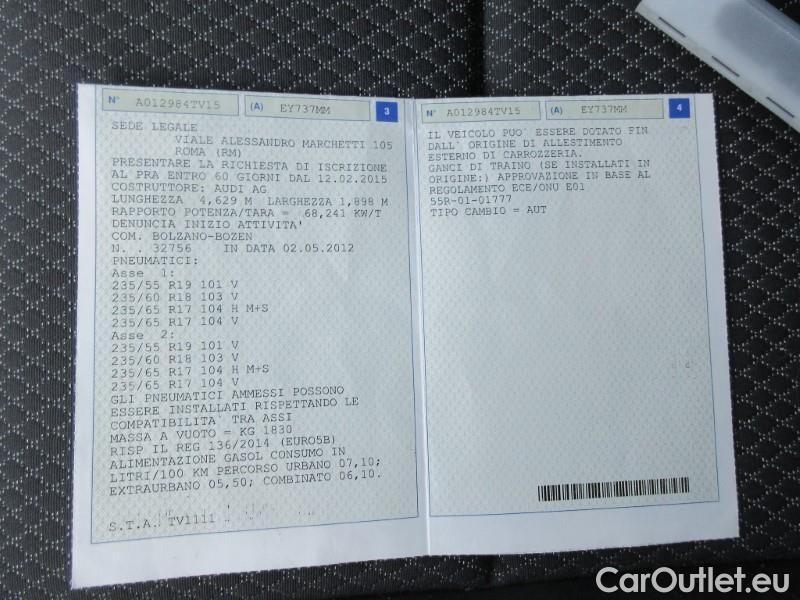 N° A012984TV15 (A) EY737MM 3
SEDE LEGALE
VIALE ALESSANDRO MARCHETTI 105
ROMA (RM)
PRESENTARE LA RICHIESTA DI ISCRIZIONE
AL PRA ENTRO 60 GIORNI DAL 12.02.2015
COSTRUTTORE: AUDI AG
LUNGHEZZA 4,629 M LARGHEZZA 1,898 M
RAPPORTO POTENZA/TARA = 68,241 KW/T
DENUNCIA INIZIO ATTIVITA'
COM. BOLZANO-BOZEN
N. . 32756 IN DATA 02.05.2012
PNEUMATICI:
Asse 1:
235/55 R19 101 V
235/60 R18 103 V
235/65 R17 104 H M+S
235/65 R17 104 V
Asse 2:
235/55 R19 101 V
235/60 R18 103 V
235/65 R17 104 H M+S
235/65 R17 104 V
GLI PNEUMATICI AMMESSI POSSONO
ESSERE INSTALLATI RISPETTANDO LE
COMPATIBILITA` TRA ASSI
MASSA A VUOTO = KG 1830
RISP IL REG 136/2014 (EURO5B)
ALIMENTAZIONE GASOL CONSUMO IN
LITRI/100 KM PERCORSO URBANO 07,10;
EXTRAURBANO 05,50; COMBINATO 06,10.
S.T.A. TV1111
N° A012984TV15 (A) EY737MM 4
IL VEICOLO PUO` ESSERE DOTATO FIN
DALL` ORIGINE DI ALLESTIMENTO
ESTERNO DI CARROZZERIA.
GANCI DI TRAINO (SE INSTALLATI IN
ORIGINE:) APPROVAZIONE IN BASE AL
REGOLAMENTO ECE/ONU E01
55R-01-01777
TIPO CAMBIO = AUT
CarOutlet.eu